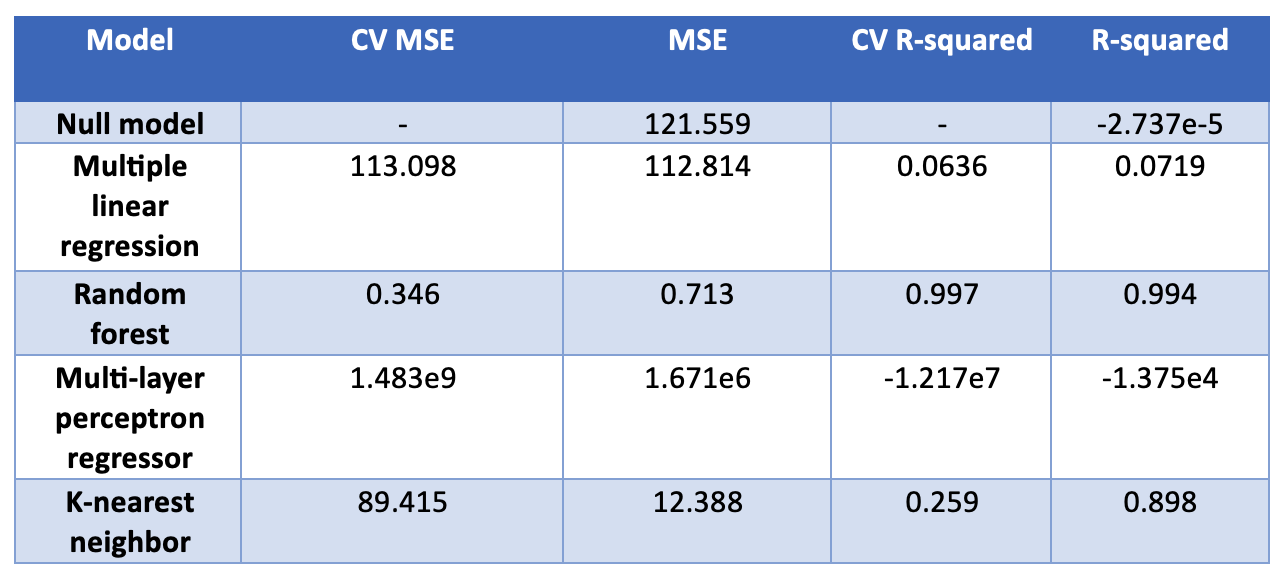 Model CV MSE MSE CV R-squared R-squared
Null model - 121.559 - -2.737e-5
Multiple linear regression 113.098 112.814 0.0636 0.0719
Random forest 0.346 0.713 0.997 0.994
Multi-layer perceptron regressor 1.483e9 1.671e6 -1.217e7 -1.375e4
K-nearest neighbor 89.415 12.388 0.259 0.898